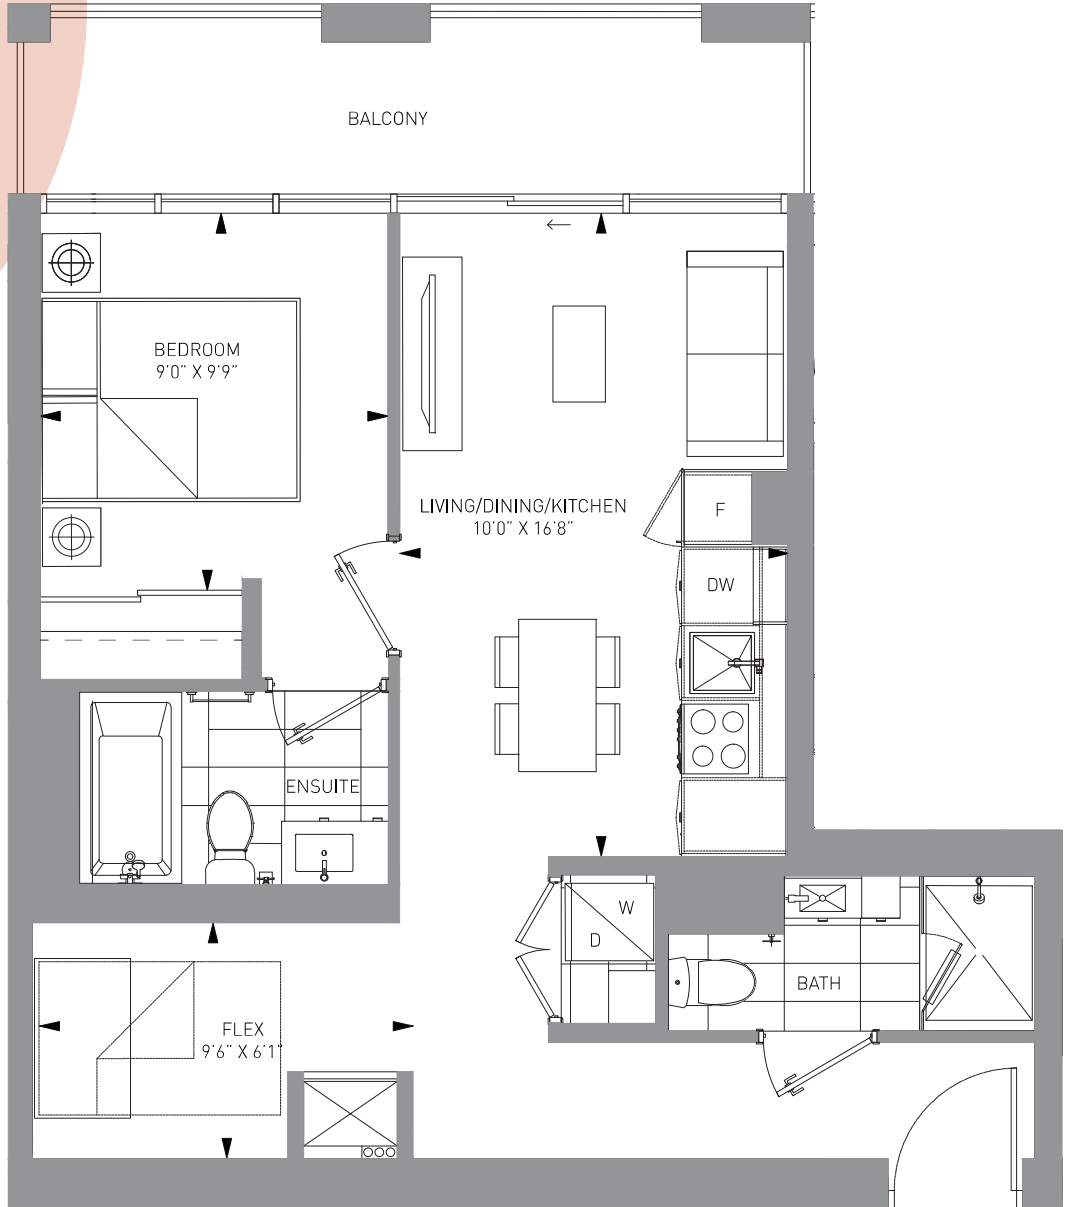 BALCONY
BEDROOM
9'0" X 9'9"
LIVING/DINING/KITCHEN
10'0" X 16'8"
F
DW
ENSUITE
W
D
BATH
FLEX
9'6" X 6'1"